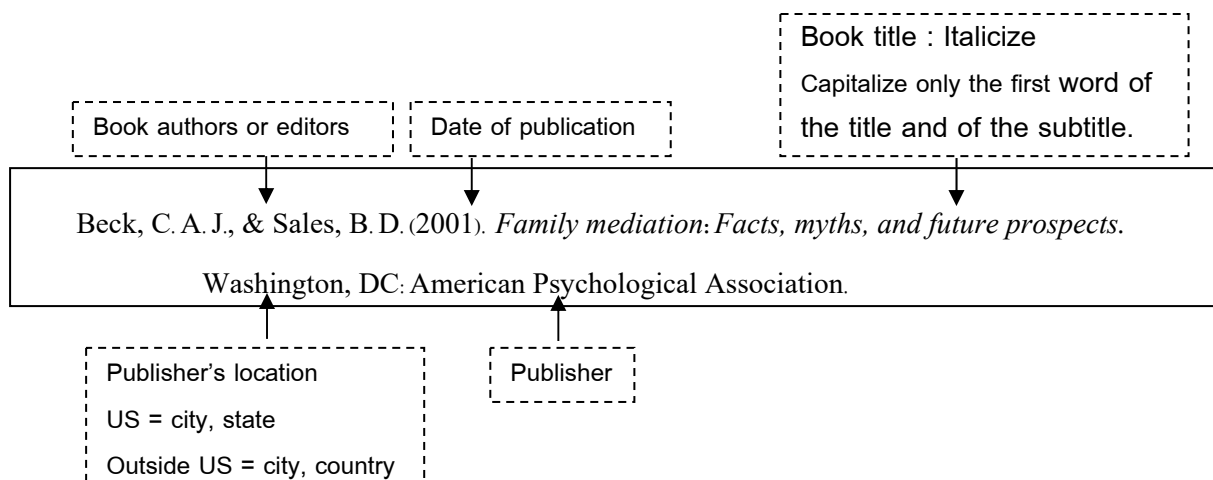 Book title : Italicize
Capitalize only the first word of
the title and of the subtitle.
Book authors or editors
Date of publication
Beck, C. A. J., & Sales, B. D. (2001). Family mediation: Facts, myths, and future prospects.
Washington, DC: American Psychological Association.
Publisher's location
US = city, state
Outside US = city, country
Publisher